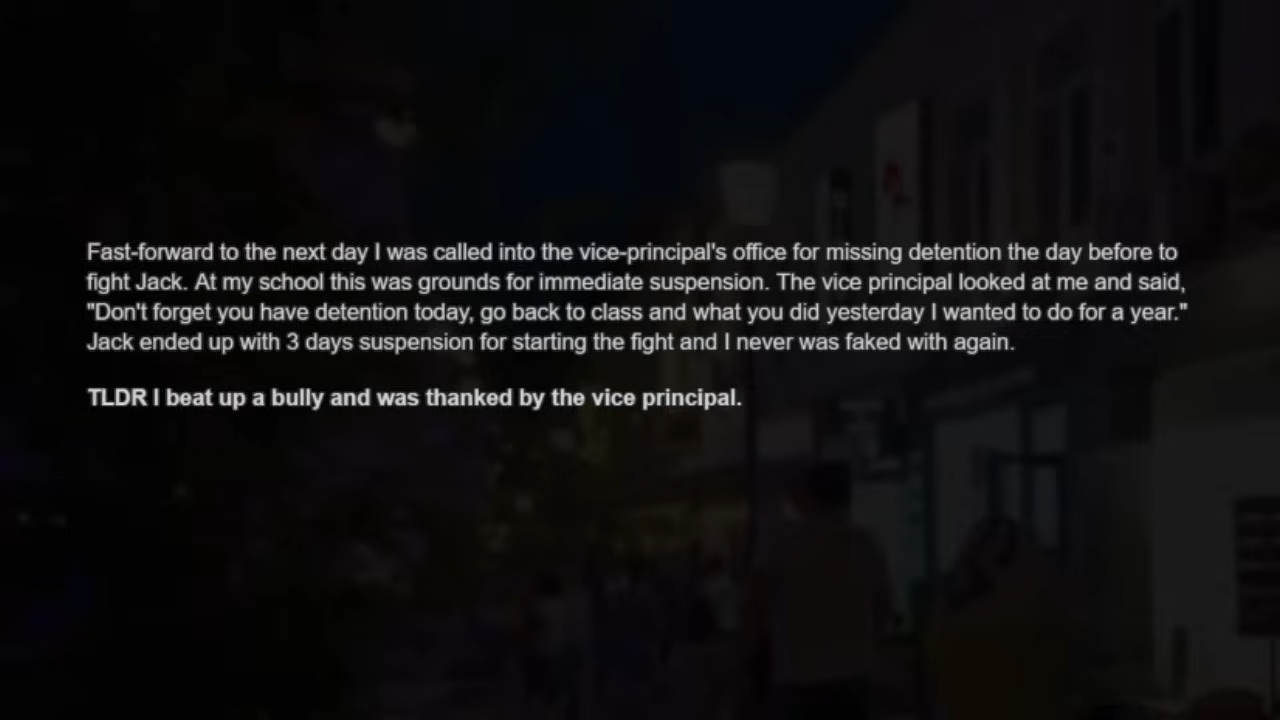 Fast-forward to the next day I was called into the vice-principal's office for missing detention the day before to
fight Jack. At my school this was grounds for immediate suspension. The vice principal looked at me and said,
"Don't forget you have detention today, go back to class and what you did yesterday I wanted to do for a year."
Jack ended up with 3 days suspension for starting the fight and I never was faked with again.
TLDR I beat up a bully and was thanked by the vice principal.